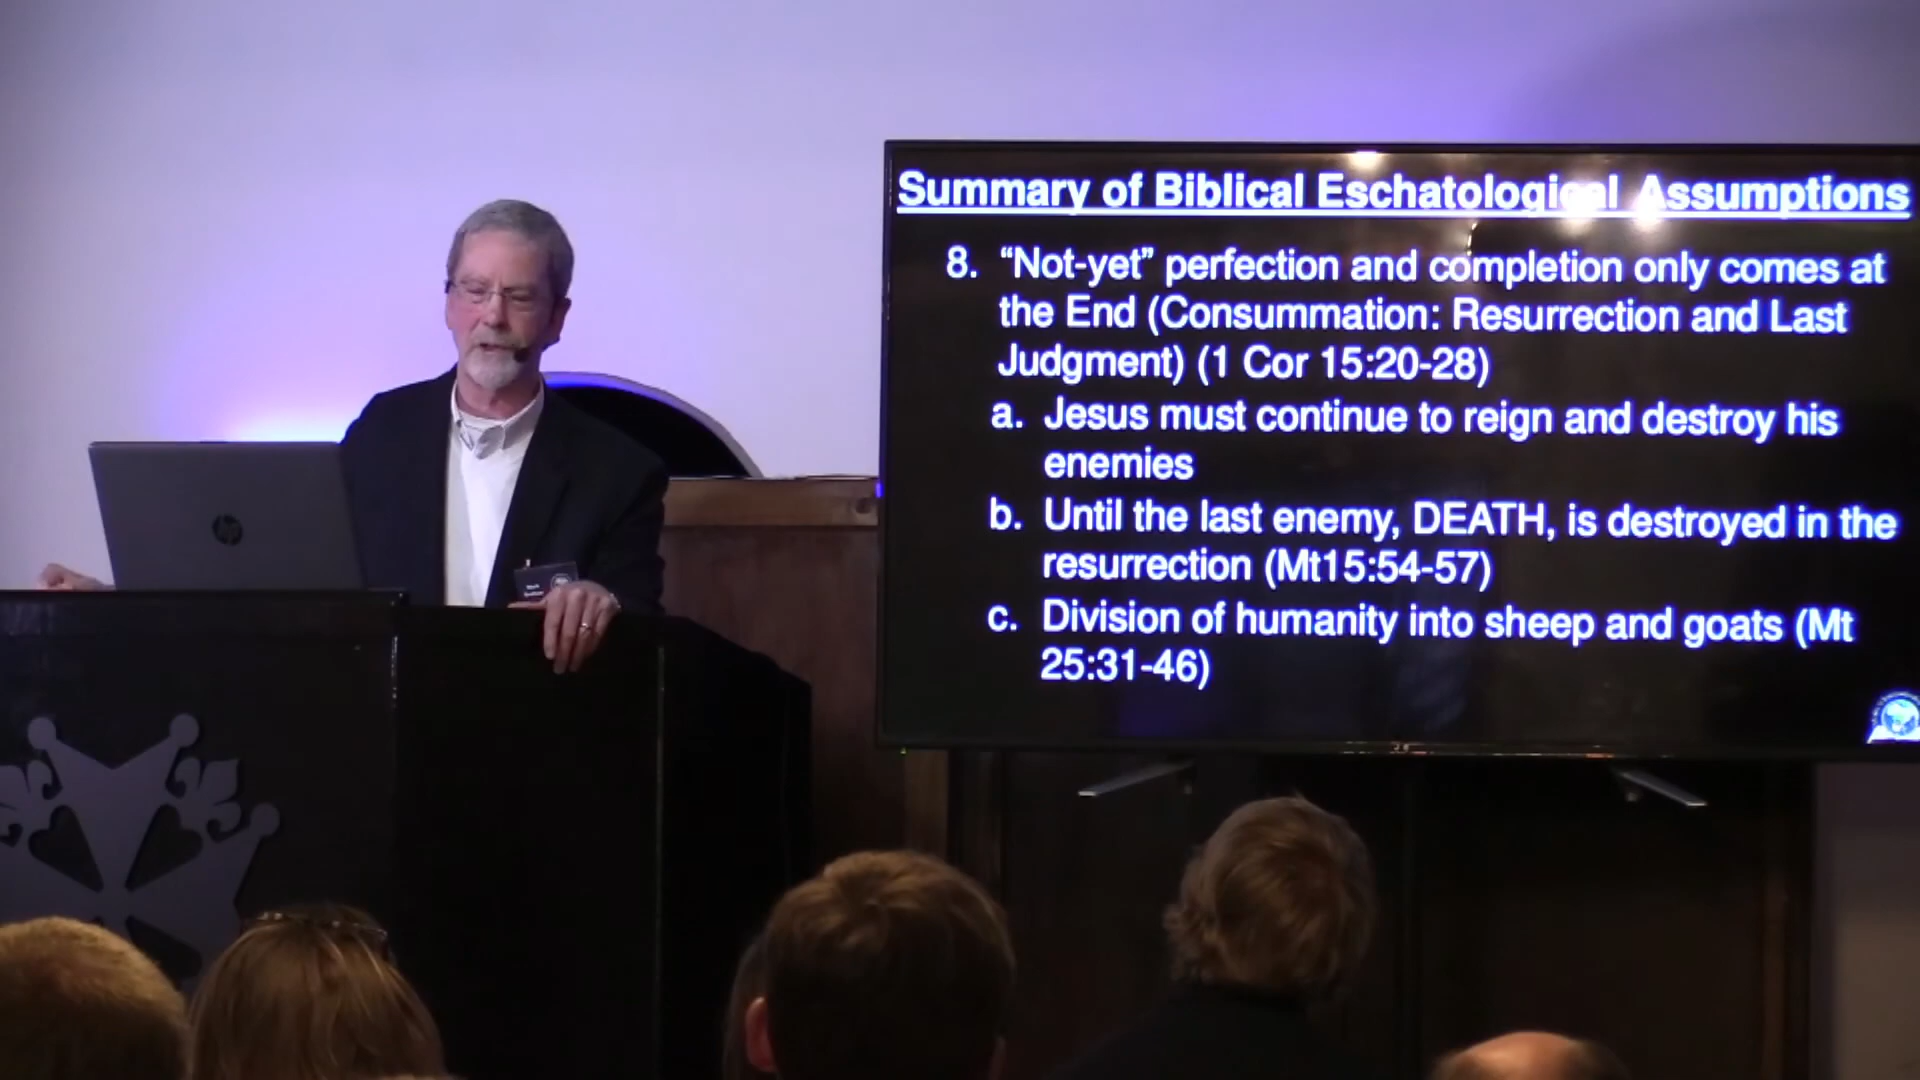 Summary of Biblical Eschatological Assumptions
8. “Not-yet” perfection and completion only comes at
the End (Consummation: Resurrection and Last
Judgment) (1 Cor 15:20-28)
a. Jesus must continue to reign and destroy his
enemies
b. Until the last enemy, DEATH, is destroyed in the
resurrection (Mt15:54-57)
c. Division of humanity into sheep and goats (Mt
25:31-46)
hp